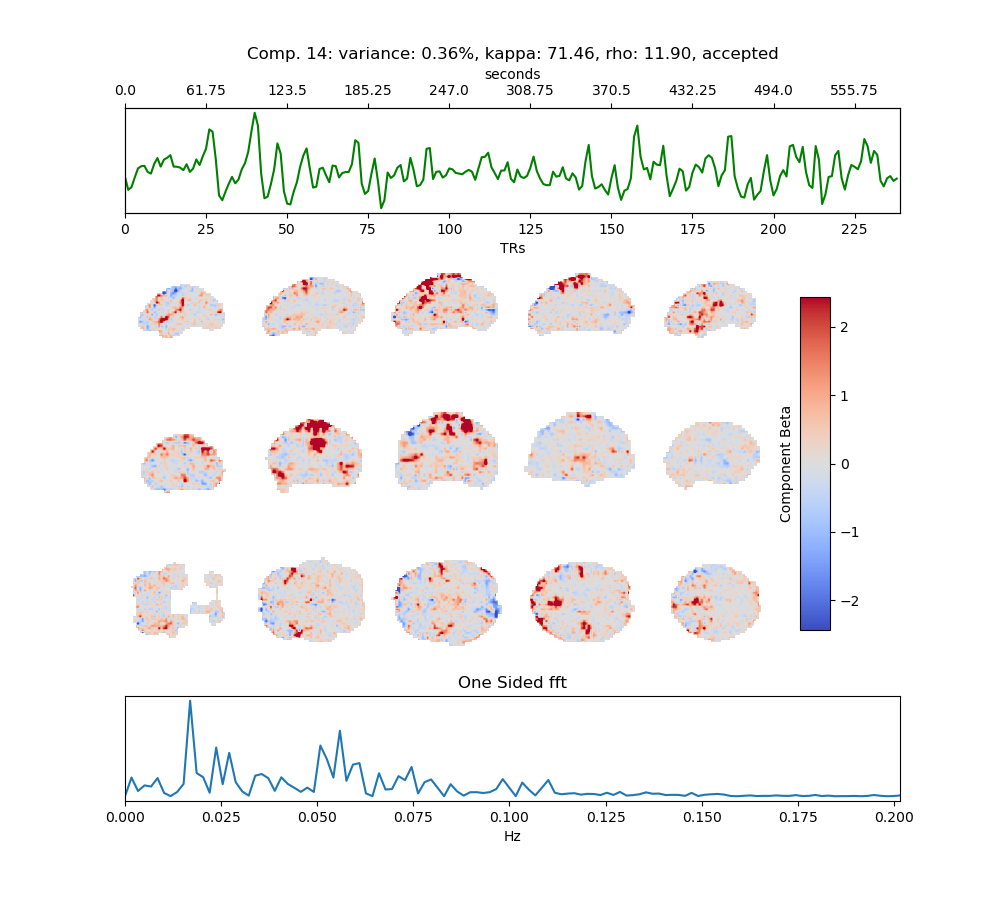 Comp. 14: variance: 0.36%, kappa: 71.46, rho: 11.90, accepted
seconds
0.0 61.75 123.5 185.25 247.0 308.75 370.5 432.25 494.0 555.75
0 25 50 75 100 125 150 175 200 225
TRs
2
1
0
−1
−2
Component Beta
One Sided fft
0.000 0.025 0.050 0.075 0.100 0.125 0.150 0.175 0.200
Hz